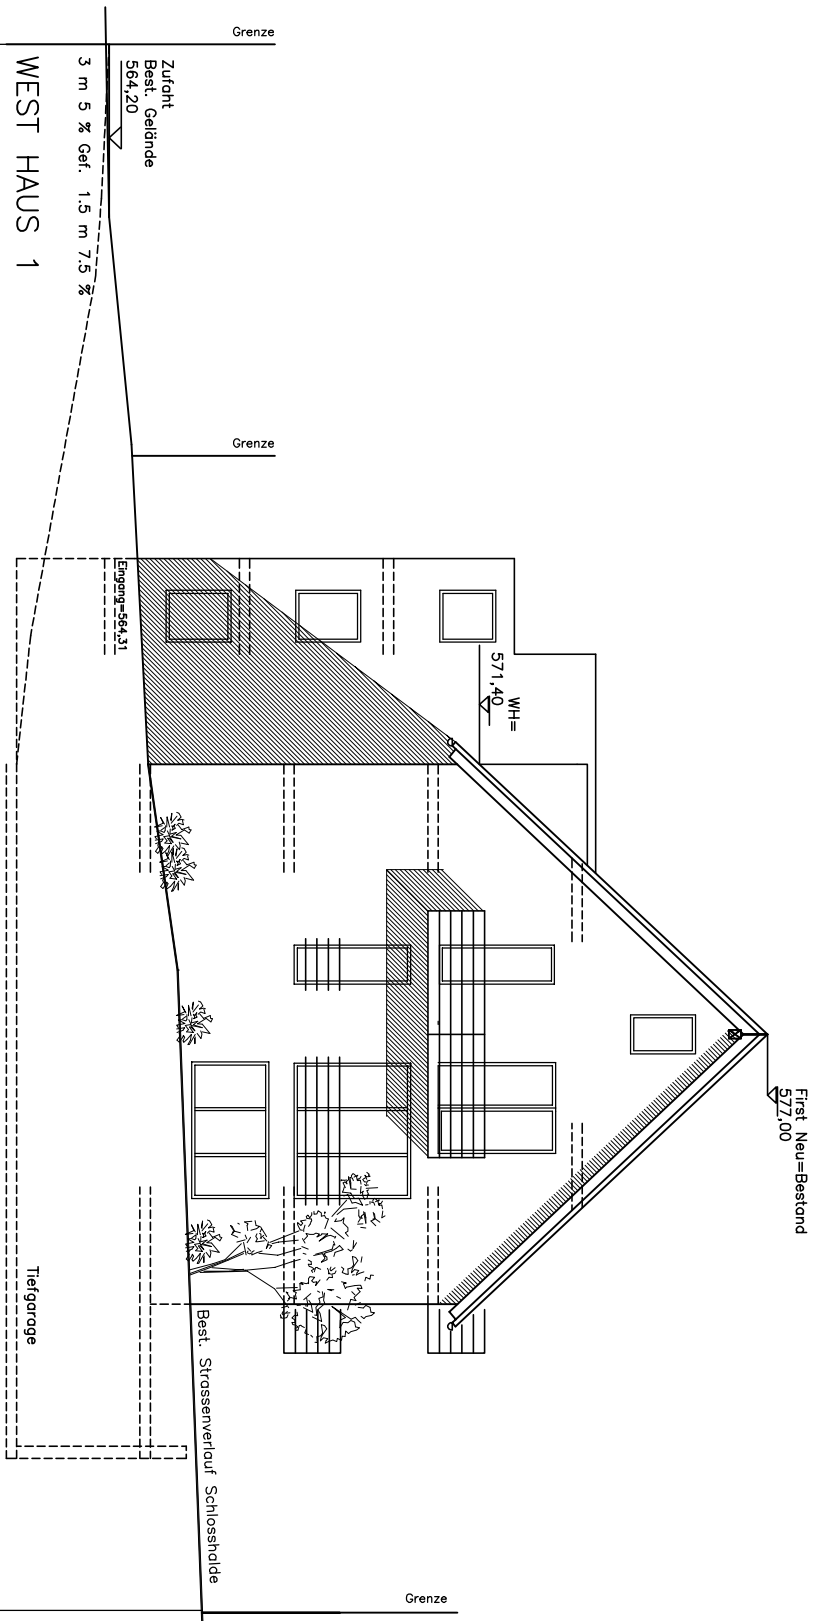 Grenze
Zufaht
Best. Gelände
564,20
3 m 5 % Gef. 1.5 m 7.5 %
WEST HAUS 1
Grenze
Eingang=564.31
WH=
571,40
First Neu=Bestand
577,00
Tiefgarage
Best. Strassenverlauf Schlosshalde
Grenze